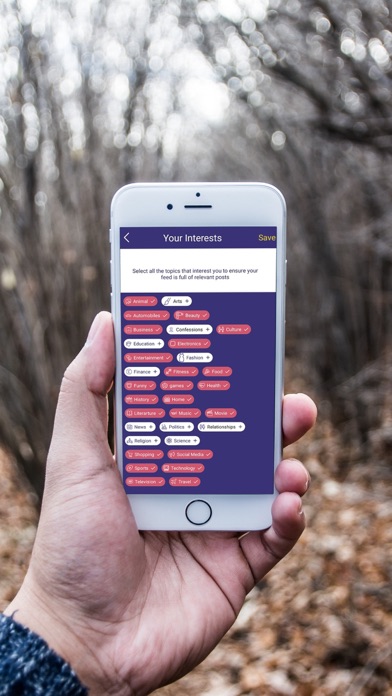 Your Interests Save
Select all the topics that interest you to ensure your
feed is full of relevant posts
Animal Arts
Automobiles Beauty
Business Confessions Culture
Education Electronics
Entertainment Fashion
Finance Fitness Food
Funny games Health
History Home
Literarture Music Movie
News Politics Relationships
Religion Science
Shopping Social Media
Sports Technology
Television Travel